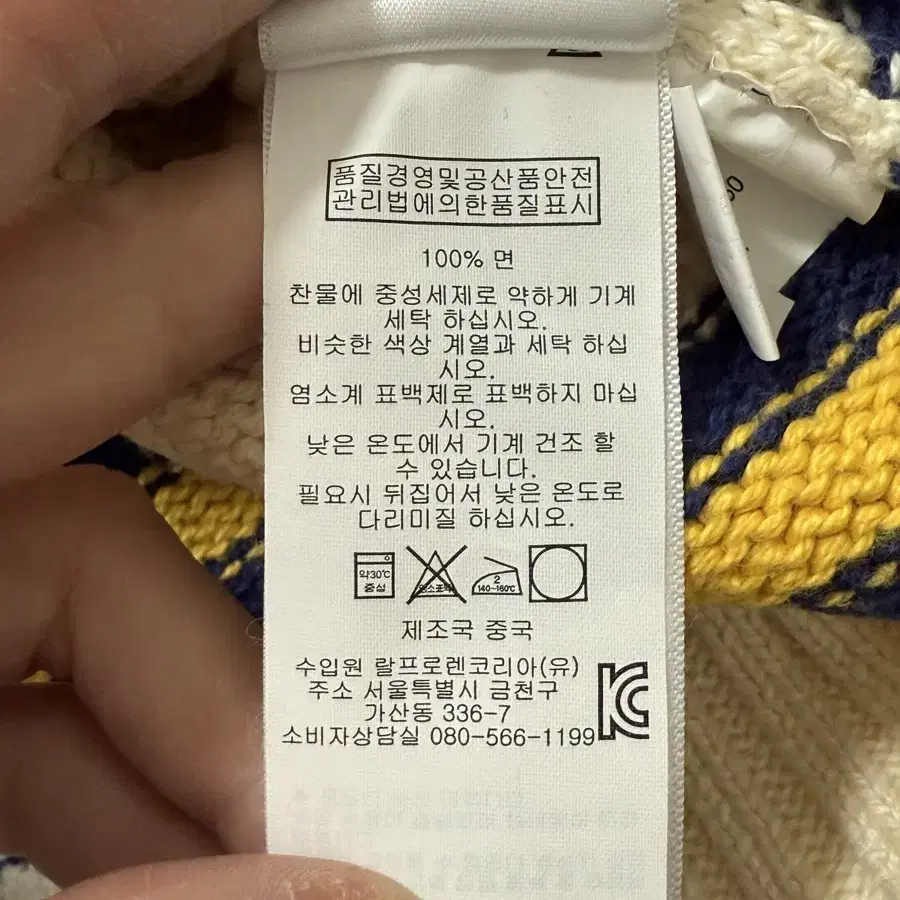 품질경영및공산품안전
관리법에의한품질표시
100% 면
찬물에 중성세제로 약하게 기계
세탁 하십시오.
비슷한 색상 계열과 세탁 하십
시오.
염소계 표백제로 표백하지 마십
시오.
낮은 온도에서 기계 건조 할
수 있습니다.
필요시 뒤집어서 낮은 온도로
다리미질 하십시오.
약30℃
중성
염소표백
2
140-160℃
제조국 중국
수입원 랄프로렌코리아(유)
주소 서울특별시 금천구
가산동 336-7
소비자상담실 080-566-1199